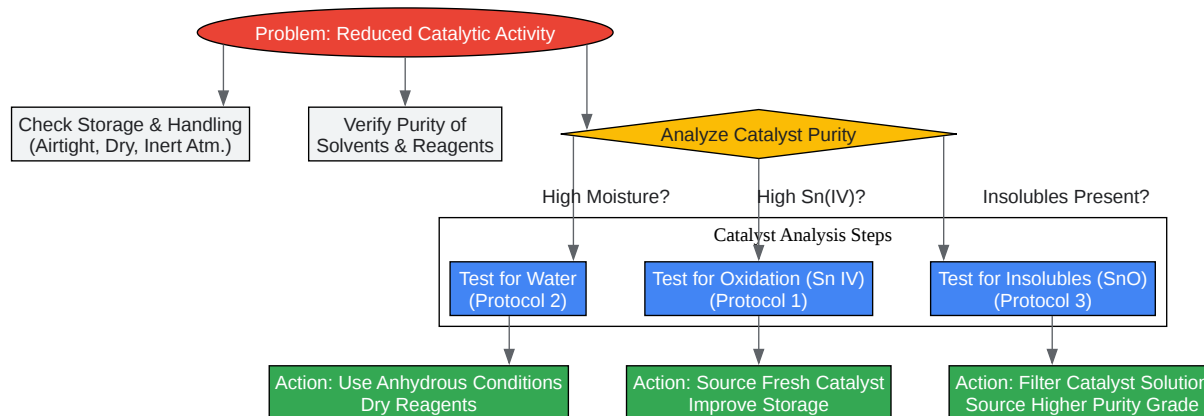 Problem: Reduced Catalytic Activity
Check Storage & Handling
(Airtight, Dry, Inert Atm.)
Verify Purity of
Solvents & Reagents
Analyze Catalyst Purity
High Moisture?
High Sn(IV)?
Insolubles Present?
Catalyst Analysis Steps
Test for Water
(Protocol 2)
Test for Oxidation (Sn IV)
(Protocol 1)
Test for Insolubles (SnO)
(Protocol 3)
Action: Use Anhydrous Conditions
Dry Reagents
Action: Source Fresh Catalyst
Improve Storage
Action: Filter Catalyst Solution
Source Higher Purity Grade